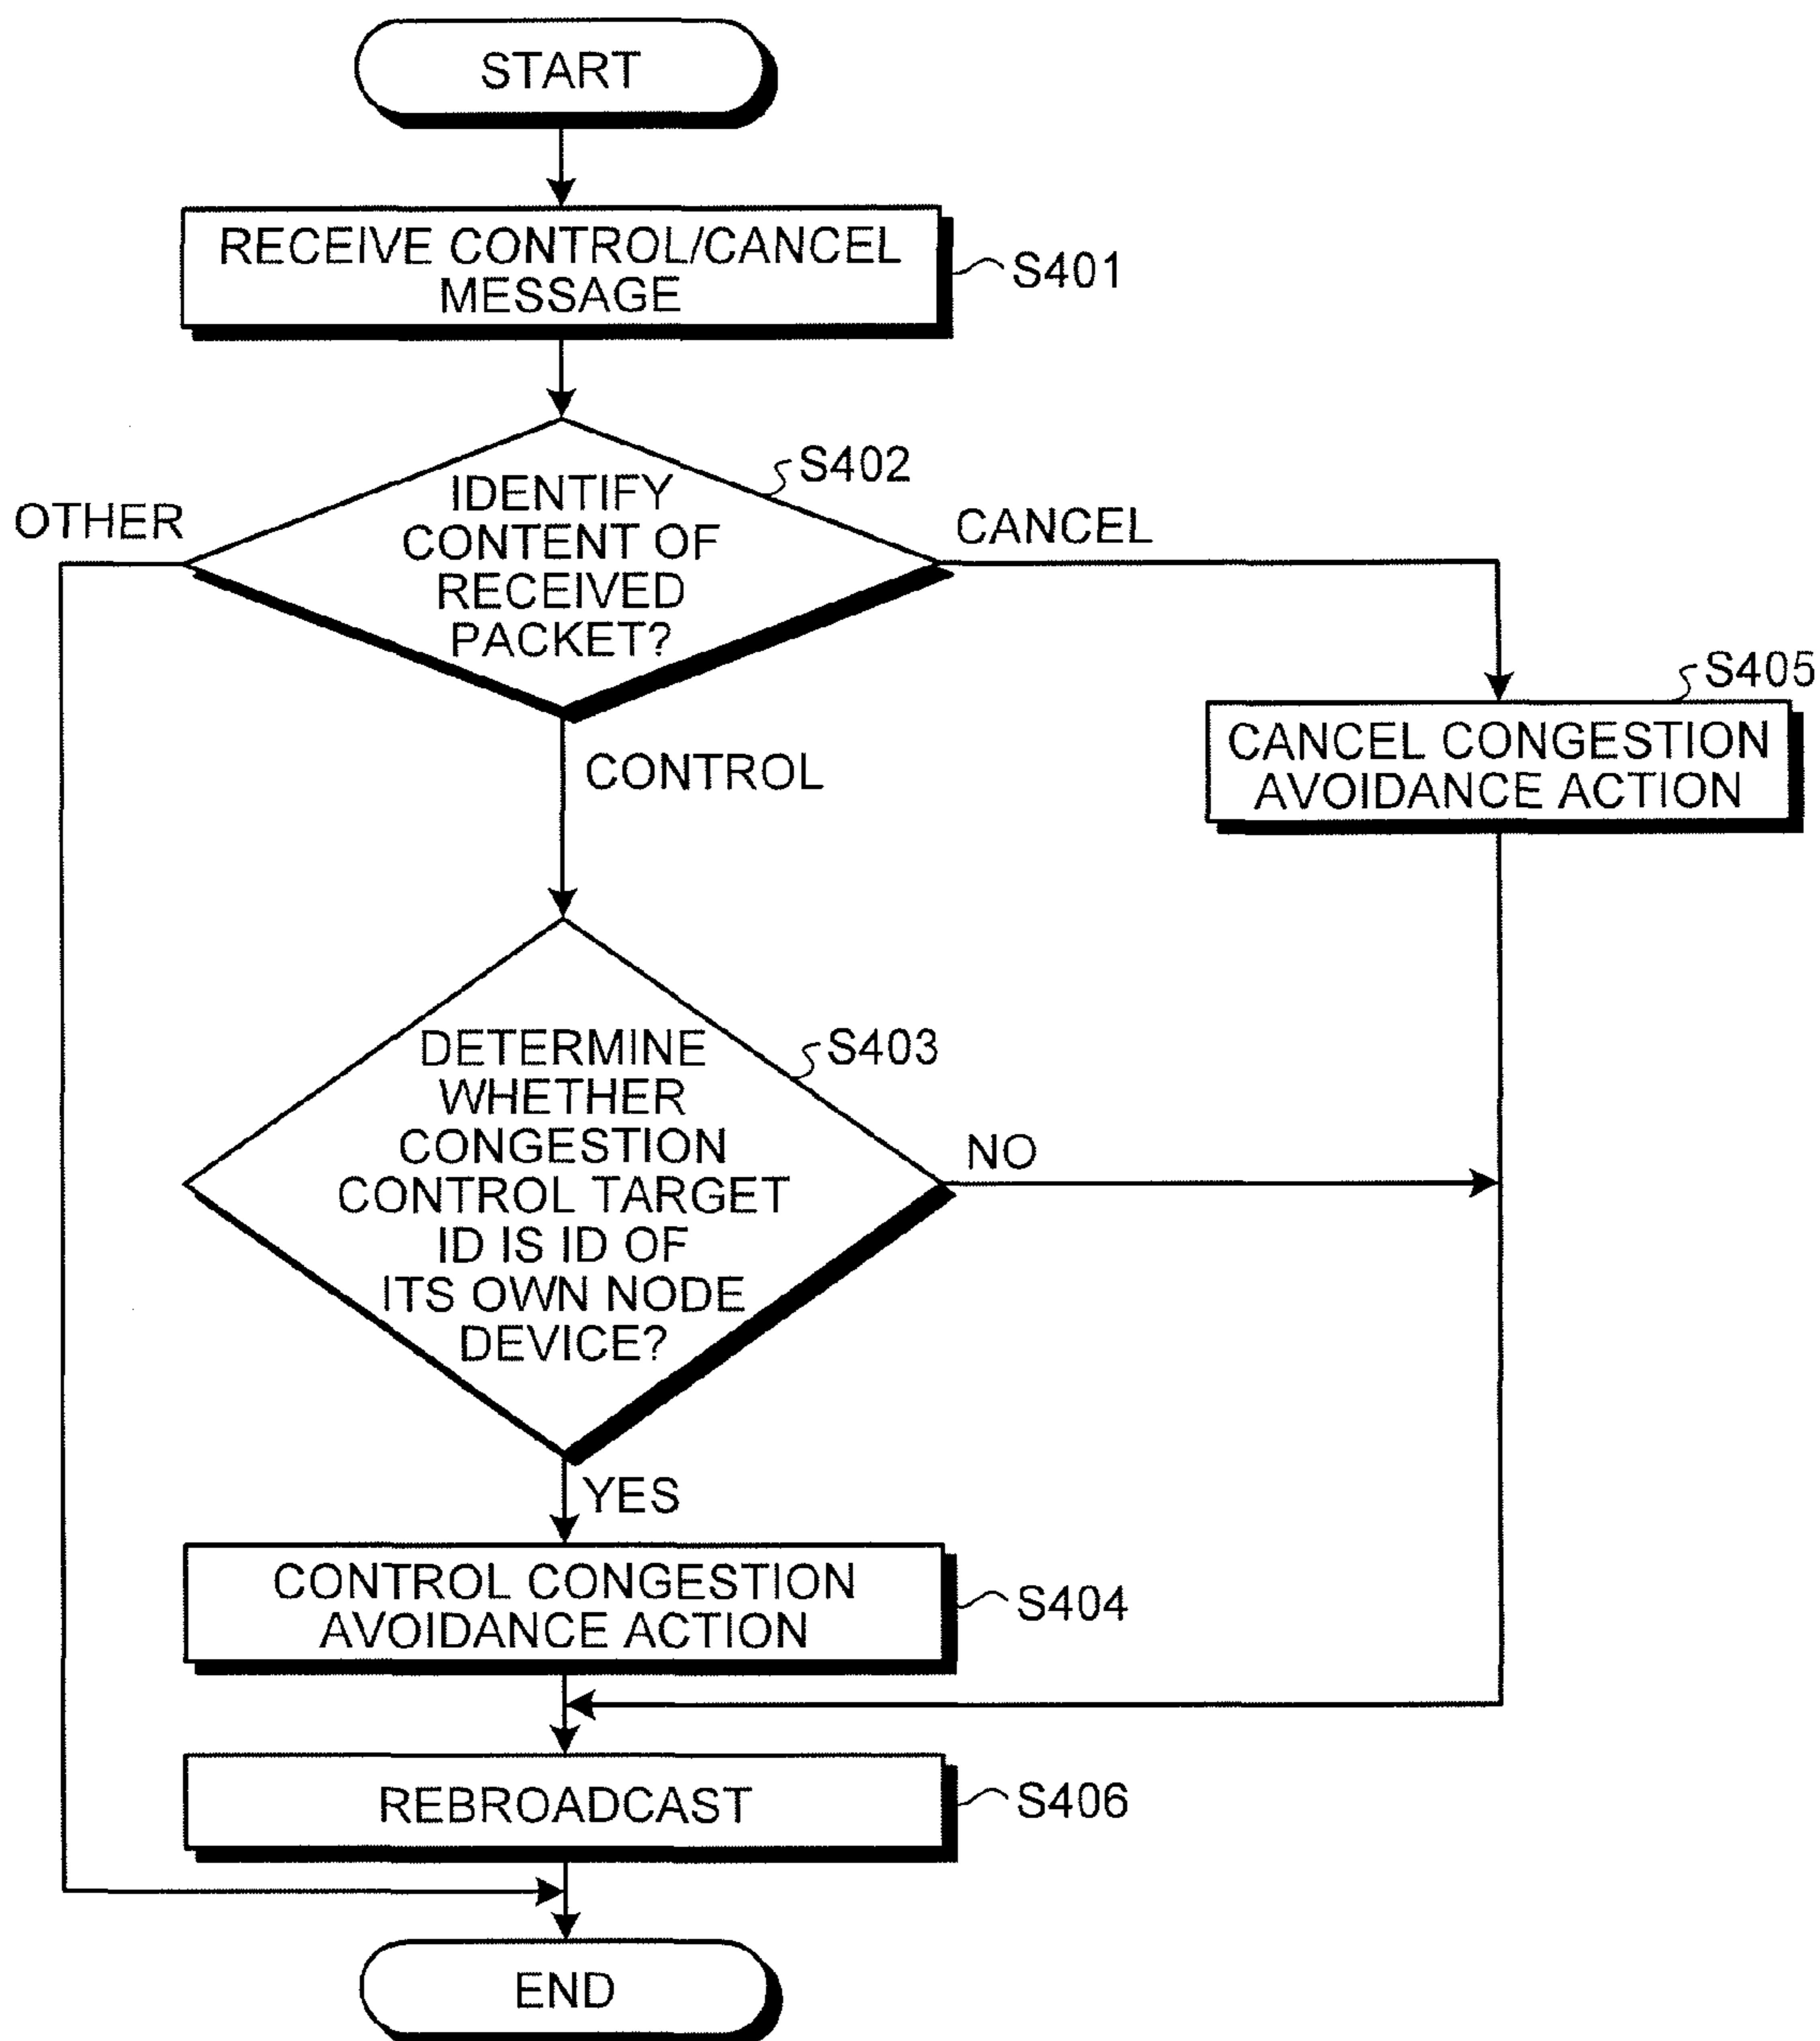 START
RECEIVE CONTROL/CANCEL
MESSAGE
S401
S402
IDENTIFY
CONTENT OF
RECEIVED
PACKET?
OTHER
CANCEL
CONTROL
S405
CANCEL CONGESTION
AVOIDANCE ACTION
S403
DETERMINE
WHETHER
CONGESTION
CONTROL TARGET
ID IS ID OF
ITS OWN NODE
DEVICE?
NO
YES
CONTROL CONGESTION
AVOIDANCE ACTION
S404
REBROADCAST
S406
END